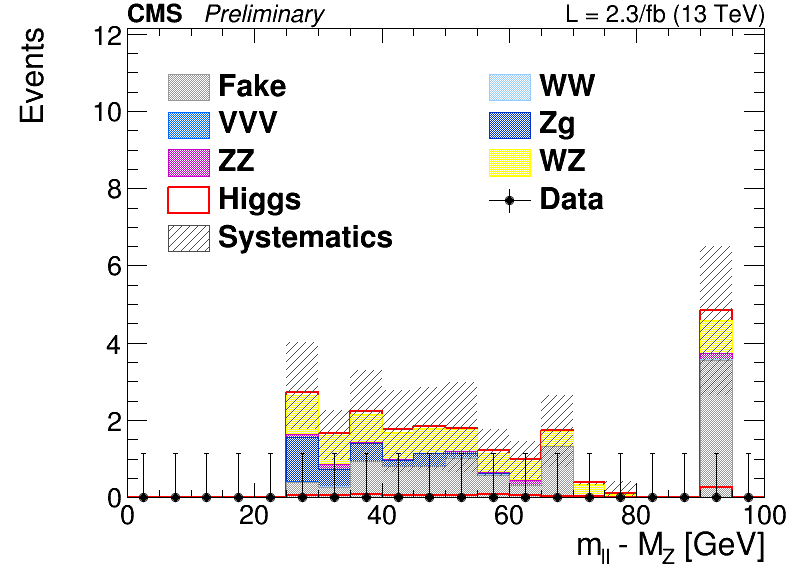 CMS Preliminary L = 2.3/fb (13 TeV)
Events
12
10
8
6
4
2
0
Fake WW
VVV Zg
ZZ WZ
Higgs Data
Systematics
0 20 40 60 80 100
m_ll - M_Z [GeV]